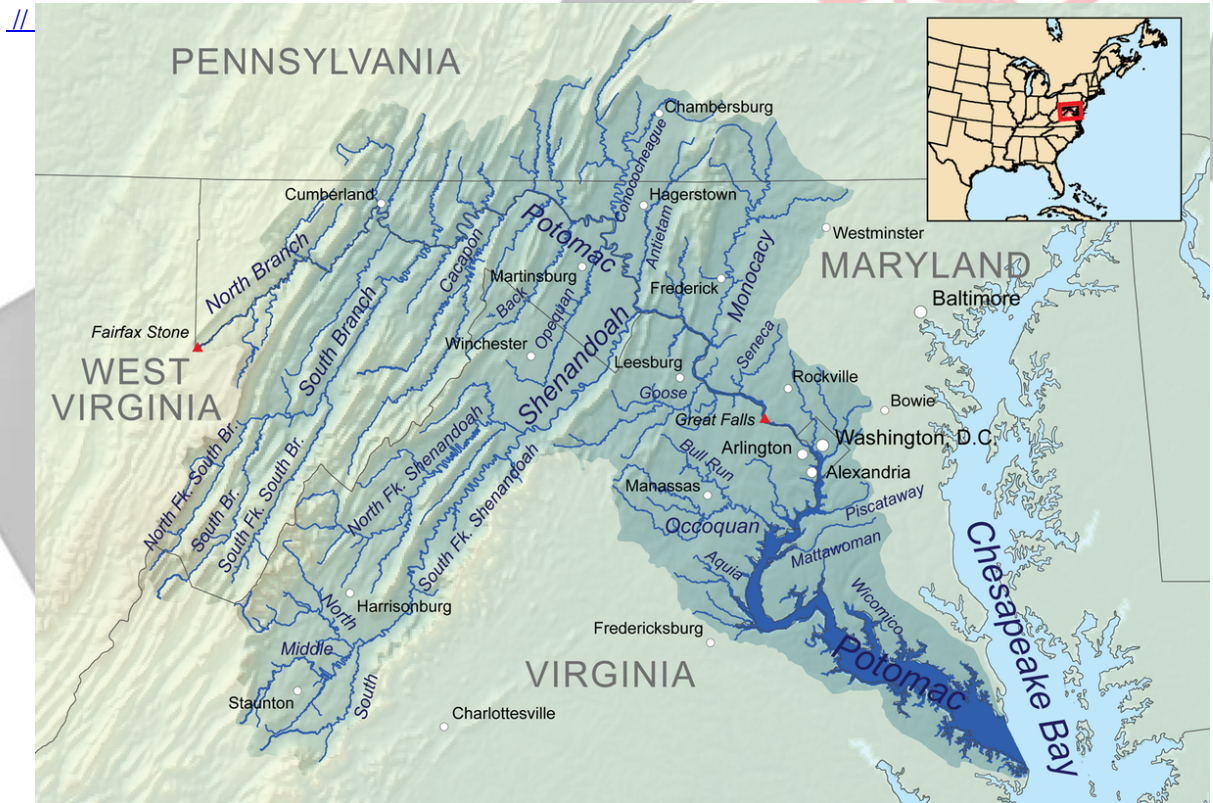 //
PENNSYLVANIA
Chambersburg
Conococheague
Cumberland
Hagerstown
Potomac
Antietam
Westminster
North Branch
Cacapon
Martinsburg
Monocacy
MARYLAND
Frederick
Baltimore
Back
Opequan
Fairfax Stone
South Branch
Winchester
Shenandoah
Leesburg
Seneca
WEST
VIRGINIA
Goose
Rockville
Bowie
Great Falls
Washington, D.C.
Arlington
Alexandria
North Fk. South Br.
South Br.
South Fk. South Br.
North Fk. Shenandoah
South Fk. Shenandoah
Bull Run
Manassas
Piscataway
Occoquan
Mattawoman
Aquia
Chesapeake Bay
Wicomico
North
Harrisonburg
Fredericksburg
Middle
VIRGINIA
Potomac
Staunton
South
Charlottesville